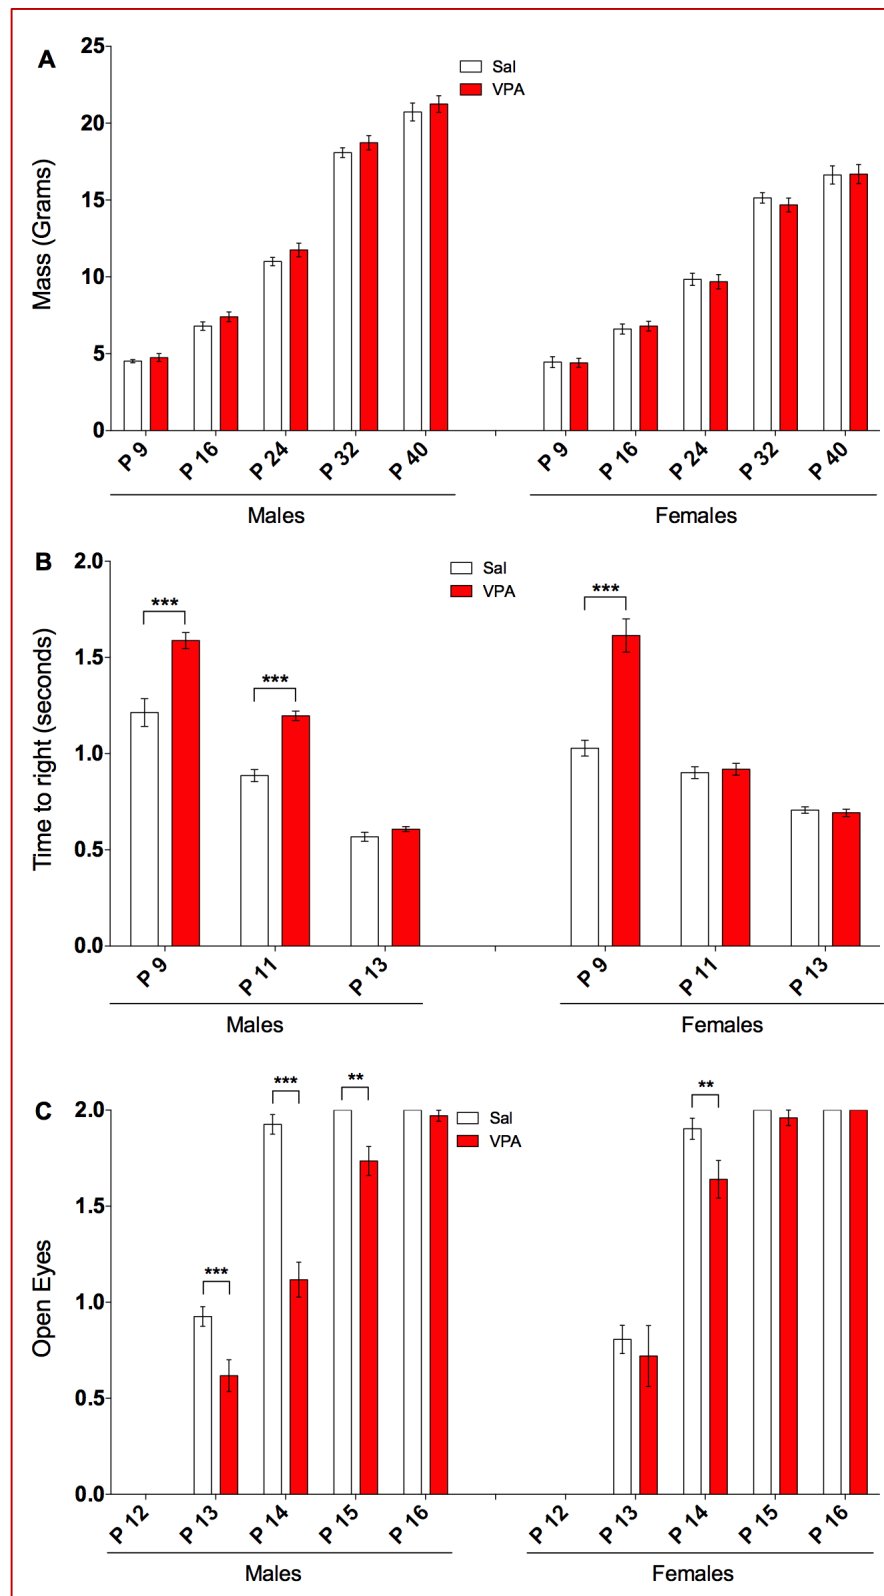 A
25
20
15
10
5
0
Mass (Grams)
Sal
VPA
P 9
P 16
P 24
P 32
P 40
P 9
P 16
P 24
P 32
P 40
Males
Females
B
2.0
1.5
1.0
0.5
0.0
Time to right (seconds)
Sal
VPA
***
***
***
P 9
P 11
P 13
P 9
P 11
P 13
Males
Females
C
2.0
1.5
1.0
0.5
0.0
Open Eyes
Sal
VPA
***
***
**
**
P 12
P 13
P 14
P 15
P 16
P 12
P 13
P 14
P 15
P 16
Males
Females